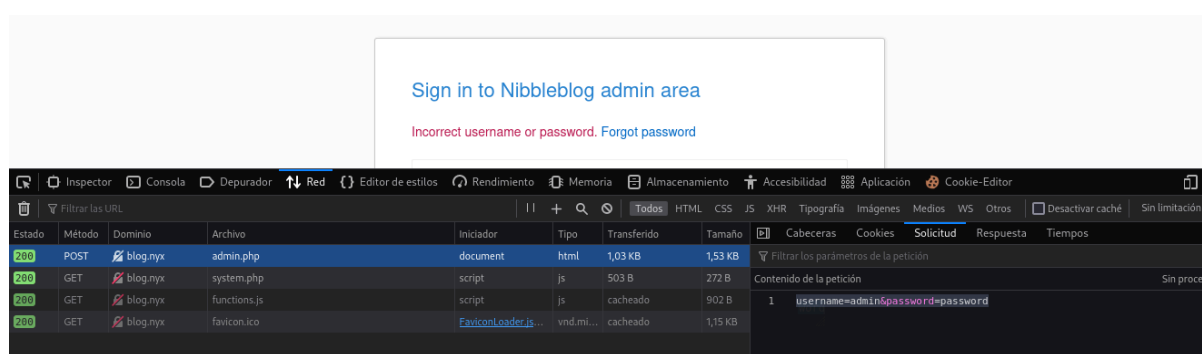 Sign in to Nibbleblog admin area
Incorrect username or password. Forgot password
Inspector Consola Depurador Red Editor de estilos Rendimiento Memoria Almacenamiento Accesibilidad Aplicación Cookie-Editor
Filtrar las URL Todos HTML CSS JS XHR Tipografía Imágenes Medios WS Otros Desactivar caché Sin limitación
Estado Método Dominio Archivo Iniciador Tipo Transferido Tamaño Cabeceras Cookies Solicitud Respuesta Tiempos
200 POST blog.nyx admin.php document html 1,03 KB 1,53 KB Filtrar los parámetros de la petición
200 GET blog.nyx system.php script js 503 B 272 B Contenido de la petición Sin proce
200 GET blog.nyx functions.js script js cacheado 902 B 1 username=admin&password=password
200 GET blog.nyx favicon.ico FaviconLoader.js... vnd.mi... cacheado 1,15 KB